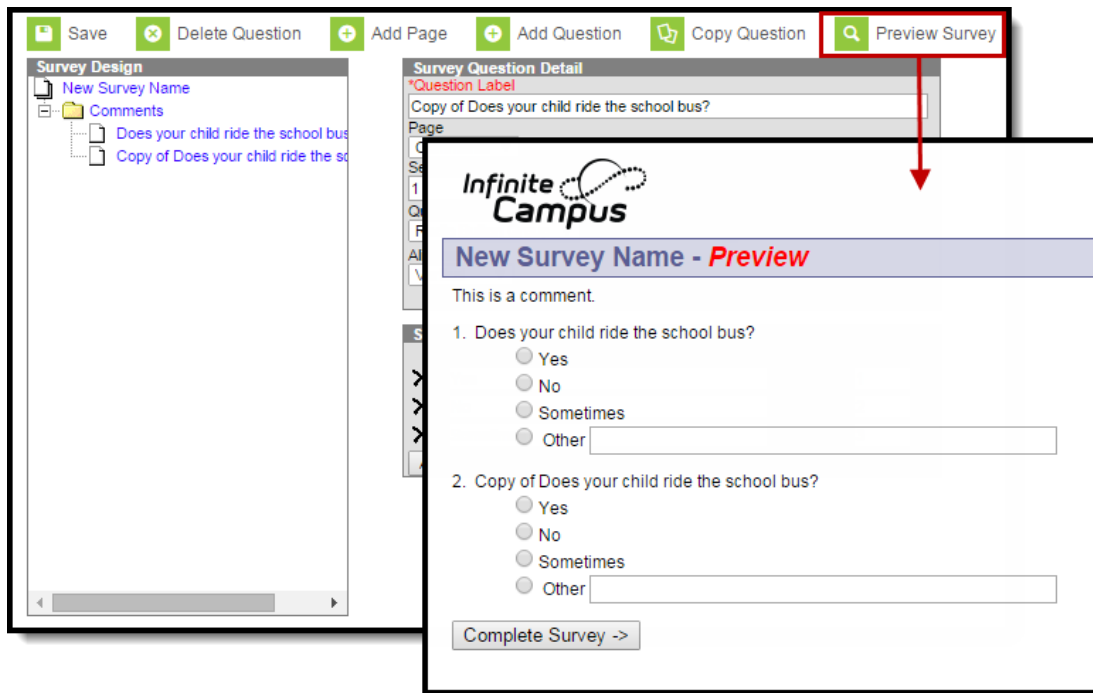 Save Delete Question Add Page Add Question Copy Question Preview Survey
Survey Design
New Survey Name
Comments
Does your child ride the school bus
Copy of Does your child ride the
Survey Question Detail
*Question Label
Copy of Does your child ride the school bus?
Page
1
Infinite
Campus
New Survey Name - Preview
This is a comment.
1. Does your child ride the school bus?
Yes
No
Sometimes
Other
2. Copy of Does your child ride the school bus?
Yes
No
Sometimes
Other
Complete Survey ->